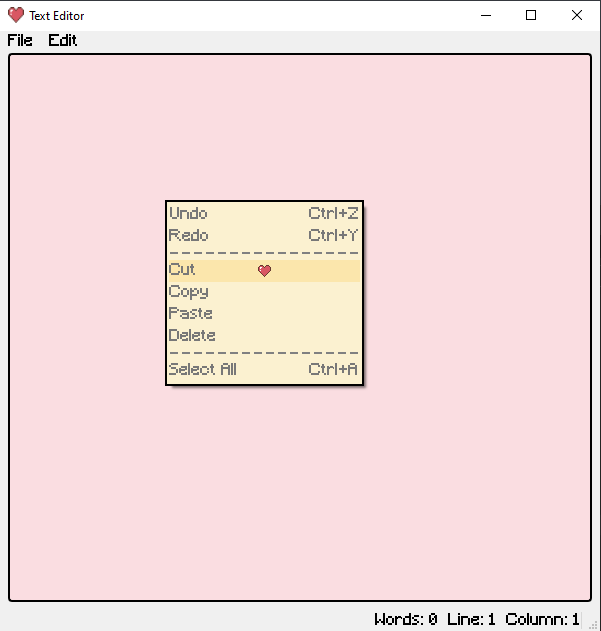 Text Editor
File Edit
Undo Ctrl+Z
Redo Ctrl+Y
Cut
Copy
Paste
Delete
Select All Ctrl+A
Words: 0 Line: 1 Column: 1